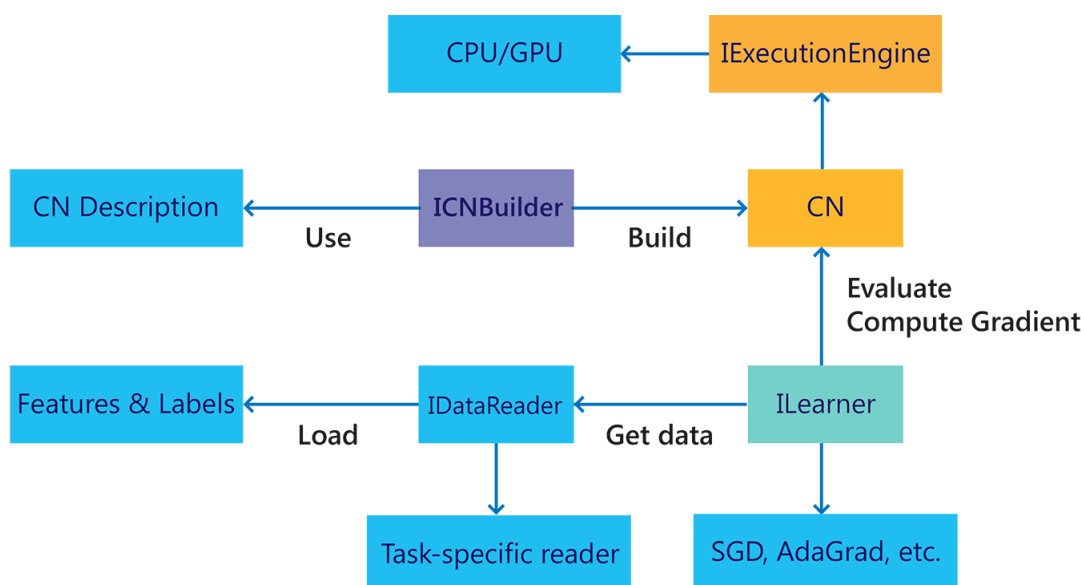 CPU/GPU
IExecutionEngine
CN Description
ICNBuilder
CN
Use
Build
Evaluate
Compute Gradient
Features & Labels
IDataReader
ILearner
Load
Get data
Task-specific reader
SGD, AdaGrad, etc.